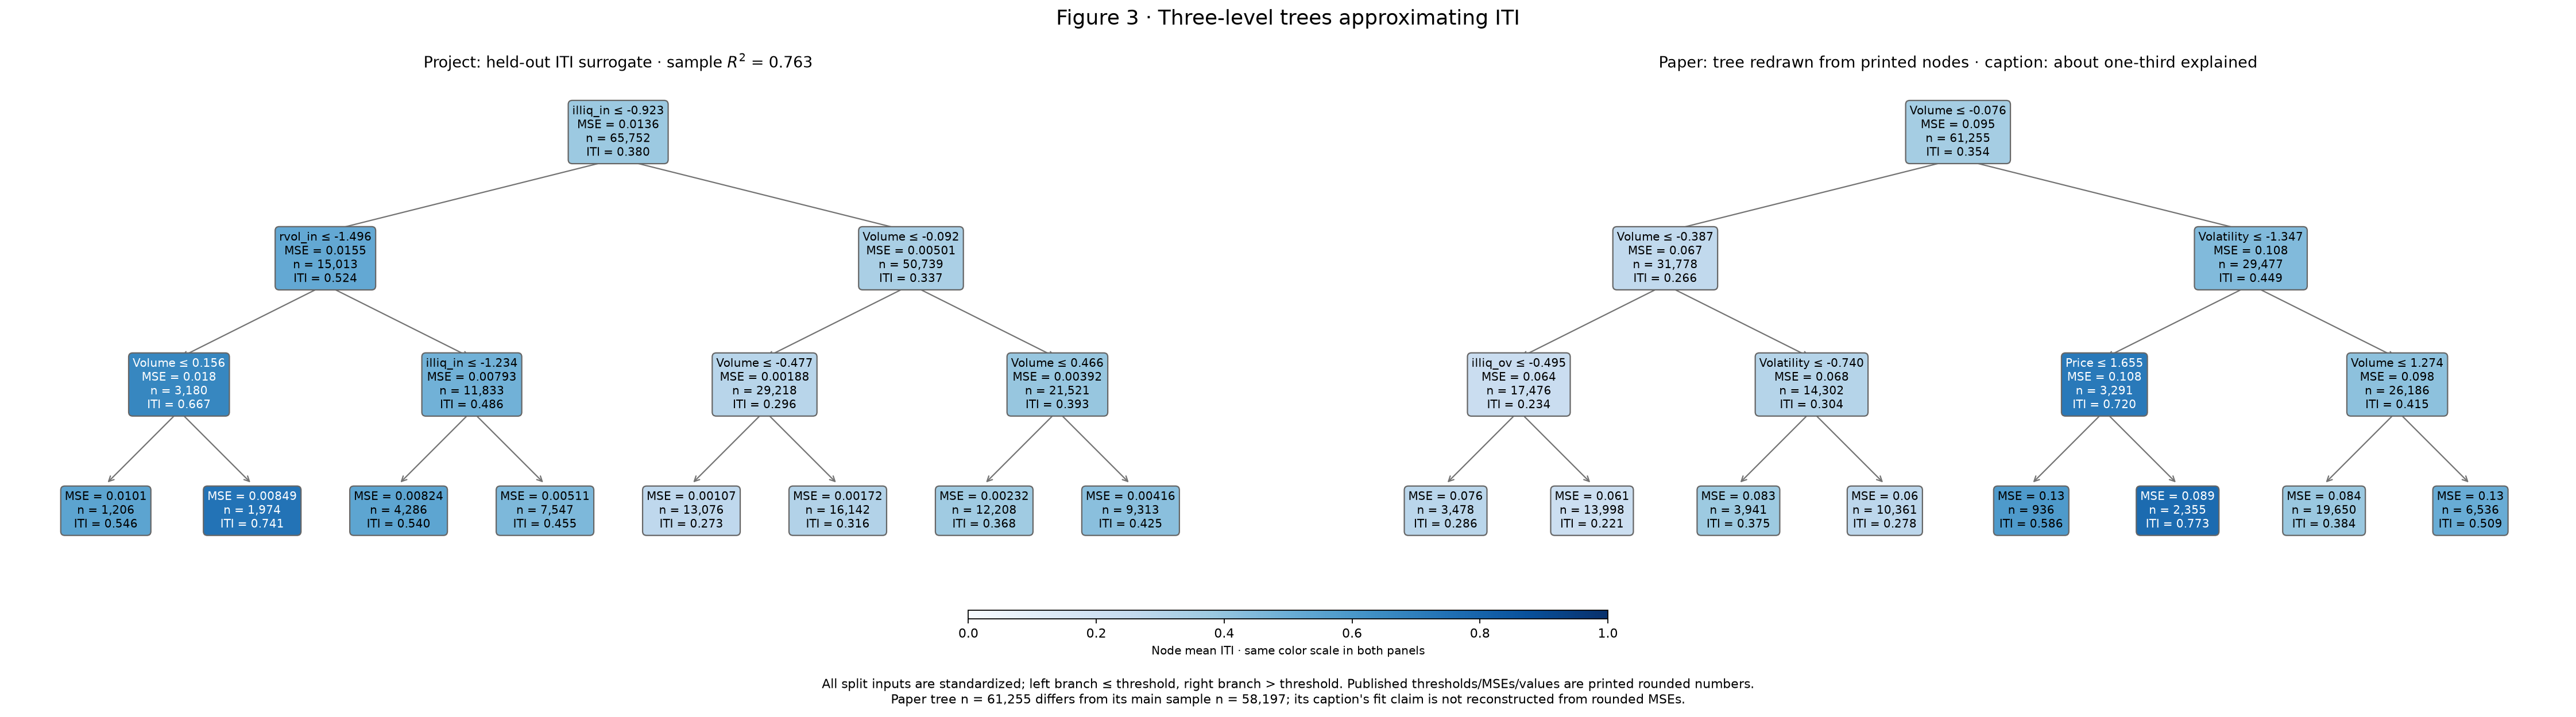 Figure 3 · Three-level trees approximating ITI
Project: held-out ITI surrogate · sample R² = 0.763
illiq_in ≤ -0.923
MSE = 0.0136
n = 65,752
ITI = 0.380
rvol_in ≤ -1.496
MSE = 0.0155
n = 15,013
ITI = 0.524
Volume ≤ -0.092
MSE = 0.00501
n = 50,739
ITI = 0.337
Volume ≤ 0.156
MSE = 0.018
n = 3,180
ITI = 0.667
illiq_in ≤ -1.234
MSE = 0.00793
n = 11,833
ITI = 0.486
Volume ≤ -0.477
MSE = 0.00188
n = 29,218
ITI = 0.296
Volume ≤ 0.466
MSE = 0.00392
n = 21,521
ITI = 0.393
MSE = 0.0101
n = 1,206
ITI = 0.546
MSE = 0.00849
n = 1,974
ITI = 0.741
MSE = 0.00824
n = 4,286
ITI = 0.540
MSE = 0.00511
n = 7,547
ITI = 0.455
MSE = 0.00107
n = 13,076
ITI = 0.273
MSE = 0.00172
n = 16,142
ITI = 0.316
MSE = 0.00232
n = 12,208
ITI = 0.368
MSE = 0.00416
n = 9,313
ITI = 0.425
Paper: tree redrawn from printed nodes · caption: about one-third explained
Volume ≤ -0.076
MSE = 0.095
n = 61,255
ITI = 0.354
Volume ≤ -0.387
MSE = 0.067
n = 31,778
ITI = 0.266
Volatility ≤ -1.347
MSE = 0.108
n = 29,477
ITI = 0.449
illiq_ov ≤ -0.495
MSE = 0.064
n = 17,476
ITI = 0.234
Volatility ≤ -0.740
MSE = 0.068
n = 14,302
ITI = 0.304
Price ≤ 1.655
MSE = 0.108
n = 3,291
ITI = 0.720
Volume ≤ 1.274
MSE = 0.098
n = 26,186
ITI = 0.415
MSE = 0.076
n = 3,478
ITI = 0.286
MSE = 0.061
n = 13,998
ITI = 0.221
MSE = 0.083
n = 3,941
ITI = 0.375
MSE = 0.06
n = 10,361
ITI = 0.278
MSE = 0.13
n = 936
ITI = 0.586
MSE = 0.089
n = 2,355
ITI = 0.773
MSE = 0.084
n = 19,650
ITI = 0.384
MSE = 0.13
n = 6,536
ITI = 0.509
0.0 0.2 0.4 0.6 0.8 1.0
Node mean ITI · same color scale in both panels
All split inputs are standardized; left branch ≤ threshold, right branch > threshold. Published thresholds/MSEs/values are printed rounded numbers.
Paper tree n = 61,255 differs from its main sample n = 58,197; its caption's fit claim is not reconstructed from rounded MSEs.